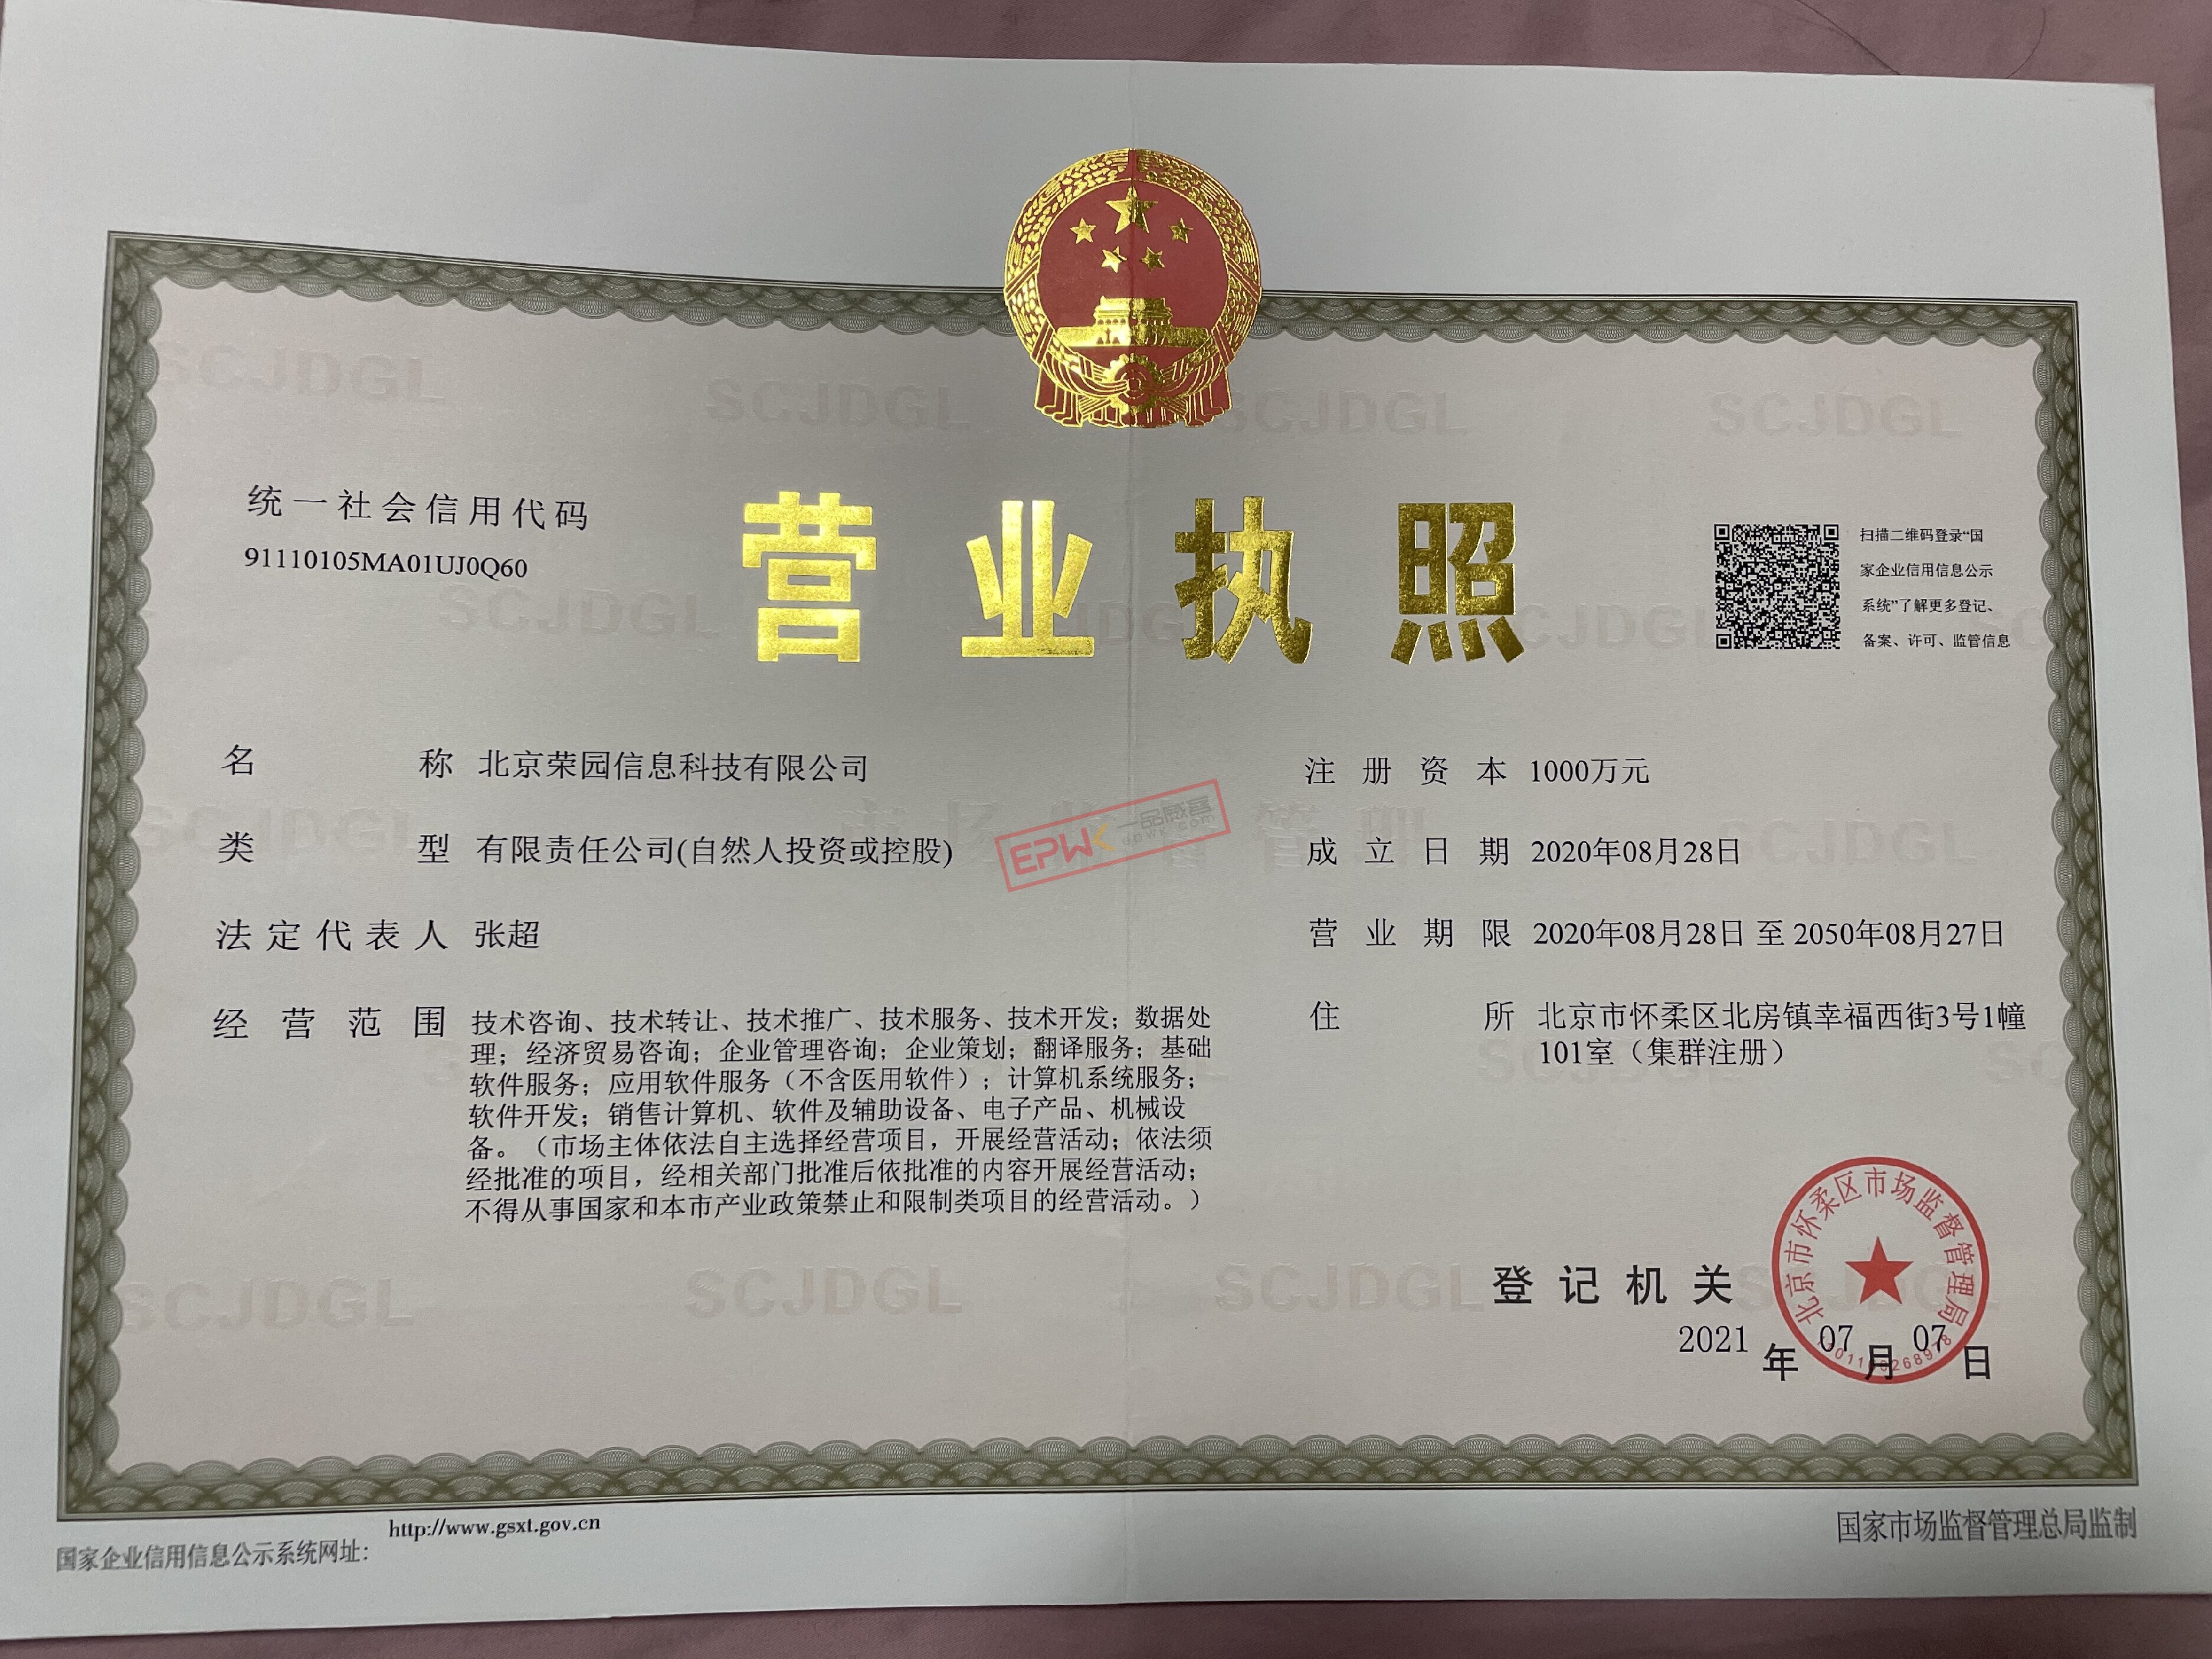 统一社会信用代码
91110105MA01UJ0Q60
营业执照
扫描二维码登录“国
家企业信用信息公示
系统”了解更多登记、
备案、许可、监管信息
名称 北京荣园信息科技有限公司
类型 有限责任公司(自然人投资或控股)
法定代表人 张超
经营范围 技术咨询、技术转让、技术推广、技术服务、技术开发；数据处
理；经济贸易咨询；企业管理咨询；企业策划；翻译服务；基础
软件服务；应用软件服务（不含医用软件）；计算机系统服务；
软件开发；销售计算机、软件及辅助设备、电子产品、机械设
备。（市场主体依法自主选择经营项目，开展经营活动；依法须
经批准的项目，经相关部门批准后依批准的内容开展经营活动；
不得从事国家和本市产业政策禁止和限制类项目的经营活动。）
注册资本 1000万元
成立日期 2020年08月28日
营业期限 2020年08月28日 至 2050年08月27日
住所 北京市怀柔区北房镇幸福西街3号1幢
101室（集群注册）
EPWK 一品威客
epwk.com
登记机关
北京市怀柔区市场监督管理局
2021年07月07日
http://www.gsxt.gov.cn
国家企业信用信息公示系统网址：
国家市场监督管理总局监制
SCJDGL
SCJDGL
SCJDGL
SCJDGL
SCJDGL
SCJDGL
SCJDGL
SCJDGL